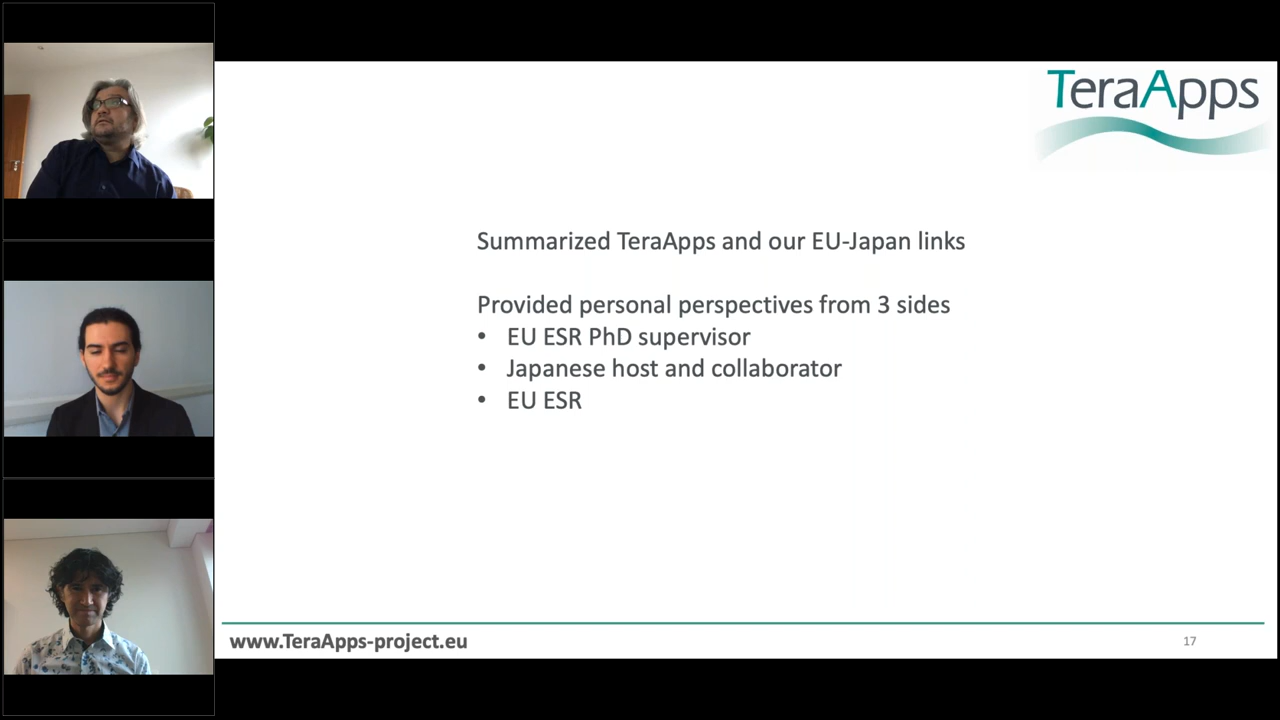 TeraApps
Summarized TeraApps and our EU-Japan links
Provided personal perspectives from 3 sides
• EU ESR PhD supervisor
• Japanese host and collaborator
• EU ESR
www.TeraApps-project.eu
17